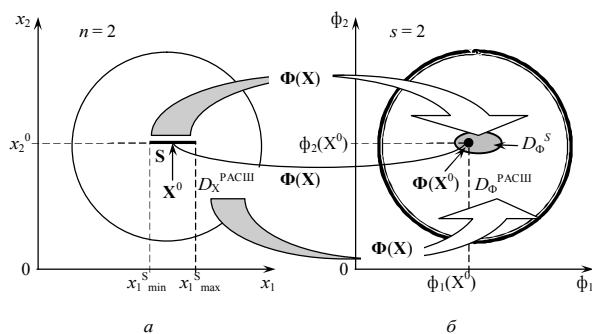 x₂ n = 2 ϕ₂ s = 2
Φ(X)
x₂⁰ S ϕ₂(X⁰) D_Φ^S
X⁰ D_X^РАСШ Φ(X) Φ(X⁰) D_Φ^РАСШ
Φ(X)
0 0
x₁^S min x₁^S max x₁ ϕ₁(X⁰) ϕ₁
а б